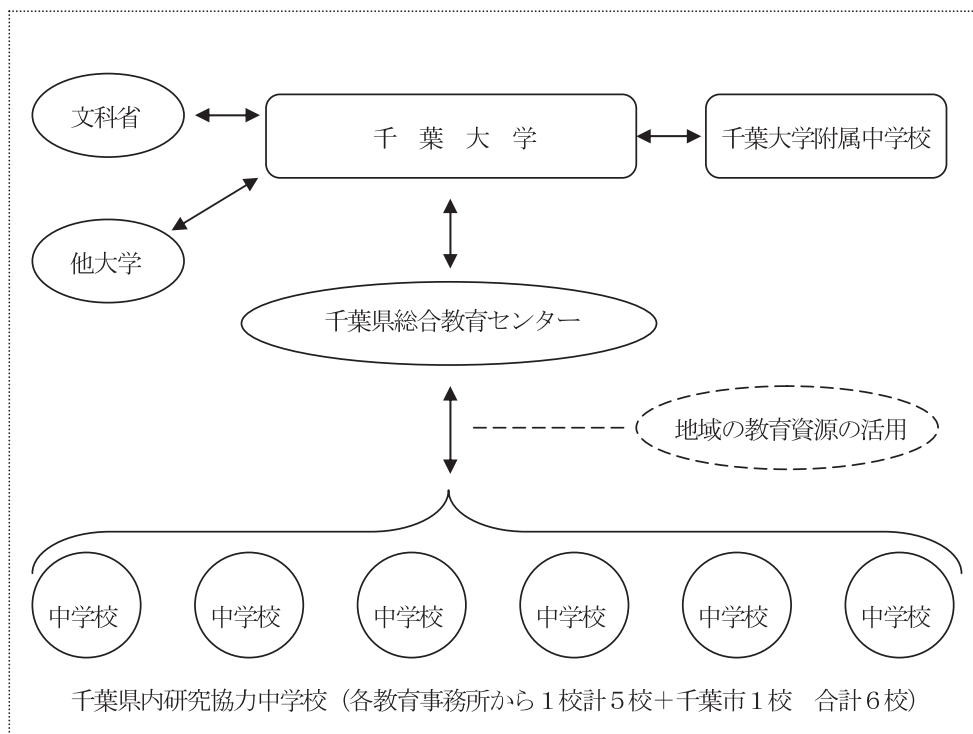 文科省
千　葉　大　学
千葉大学附属中学校
他大学
千葉県総合教育センター
地域の教育資源の活用
中学校
中学校
中学校
中学校
中学校
中学校
千葉県内研究協力中学校（各教育事務所から１校計５校＋千葉市１校　合計６校）